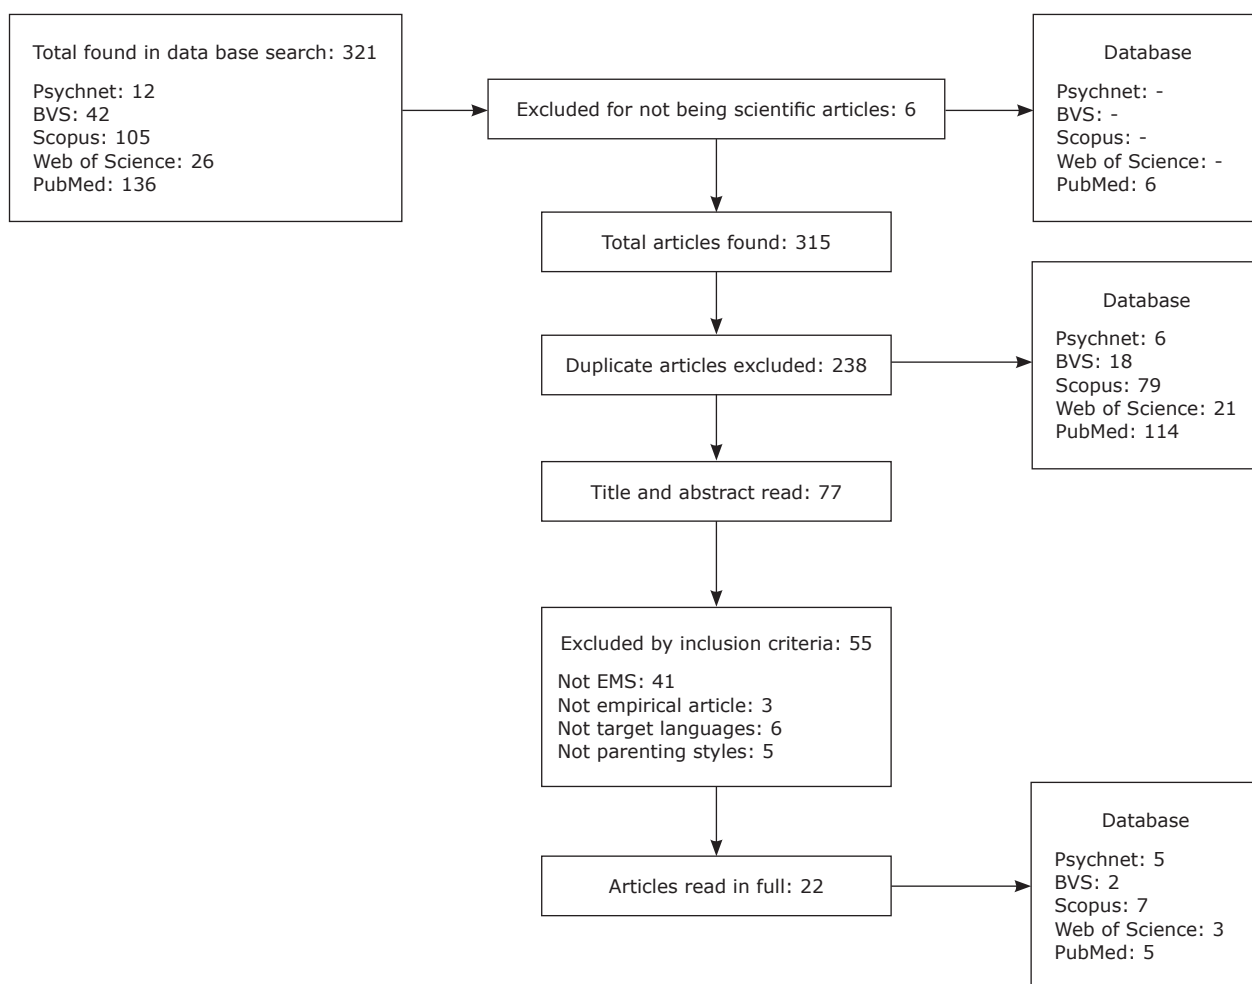 Total found in data base search: 321
Psychnet: 12
BVS: 42
Scopus: 105
Web of Science: 26
PubMed: 136
Excluded for not being scientific articles: 6
Database
Psychnet: -
BVS: -
Scopus: -
Web of Science: -
PubMed: 6
Total articles found: 315
Duplicate articles excluded: 238
Database
Psychnet: 6
BVS: 18
Scopus: 79
Web of Science: 21
PubMed: 114
Title and abstract read: 77
Excluded by inclusion criteria: 55
Not EMS: 41
Not empirical article: 3
Not target languages: 6
Not parenting styles: 5
Articles read in full: 22
Database
Psychnet: 5
BVS: 2
Scopus: 7
Web of Science: 3
PubMed: 5